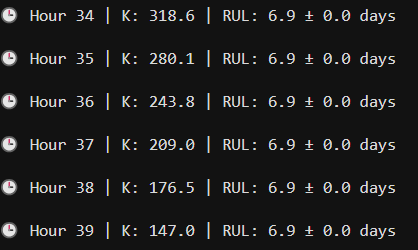 🕒 Hour 34 | K: 318.6 | RUL: 6.9 ± 0.0 days
🕒 Hour 35 | K: 280.1 | RUL: 6.9 ± 0.0 days
🕒 Hour 36 | K: 243.8 | RUL: 6.9 ± 0.0 days
🕒 Hour 37 | K: 209.0 | RUL: 6.9 ± 0.0 days
🕒 Hour 38 | K: 176.5 | RUL: 6.9 ± 0.0 days
🕒 Hour 39 | K: 147.0 | RUL: 6.9 ± 0.0 days